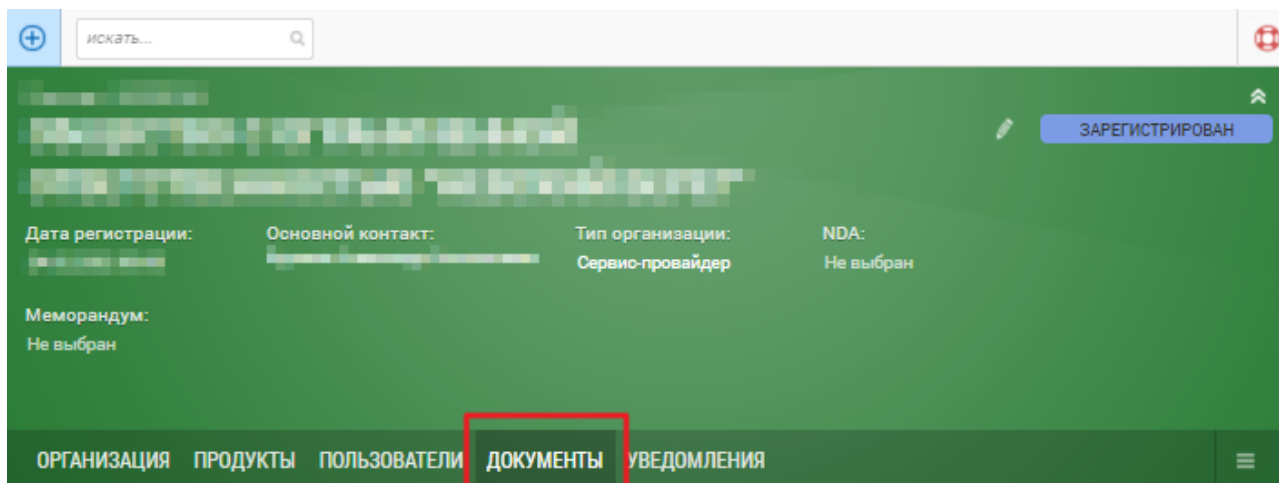 искать...
ЗАРЕГИСТРИРОВАН
Дата регистрации: Основной контакт: Тип организации: NDA:
Сервис-провайдер Не выбран
Меморандум:
Не выбран
ОРГАНИЗАЦИЯ ПРОДУКТЫ ПОЛЬЗОВАТЕЛИ ДОКУМЕНТЫ УВЕДОМЛЕНИЯ